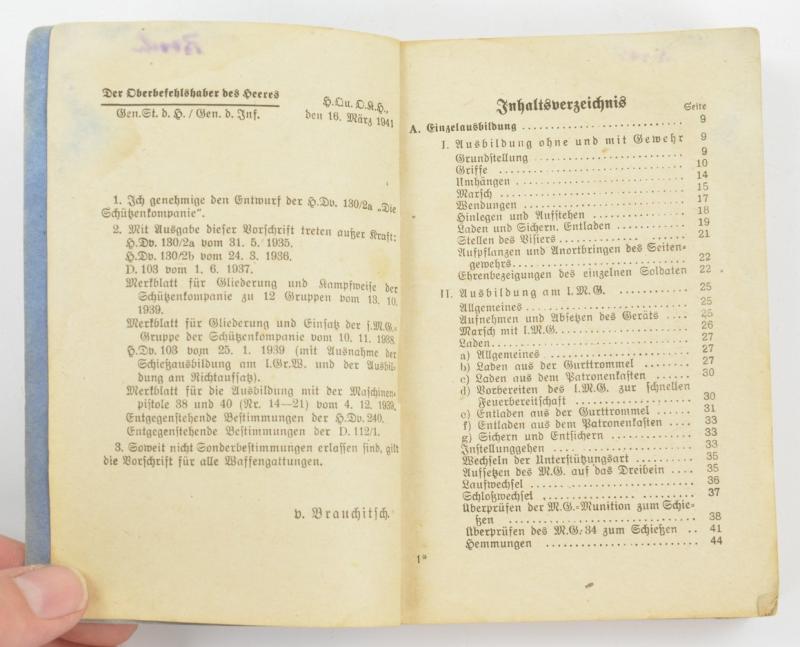 Der Oberbefehlshaber des Heeres
Gen.St. d. H. / Gen. d. Inf.
H.Qu. O.K.H.,
den 16. März 1941
1. Ich genehmige den Entwurf der H.Dv. 130/2a „Die
Schützenkompanie".
2. Mit Ausgabe dieser Vorschrift treten außer Kraft:
H.Dv. 130/2a vom 31. 5. 1935.
H.Dv. 130/2b vom 24. 3. 1936.
D. 103 vom 1. 6. 1937.
Merkblatt für Gliederung und Kampfweise der
Schützenkompanie zu 12 Gruppen vom 13. 10.
1939.
Merkblatt für Gliederung und Einsatz der s.M.G.-
Gruppe der Schützenkompanie vom 10. 11. 1938.
H.Dv. 103 vom 25. 1. 1939 (mit Ausnahme der
Schießausbildung am l.Gr.W. und der Ausbil-
dung am Richtaufsatz).
Merkblatt für die Ausbildung mit der Maschinen-
pistole 38 und 40 (Nr. 14—21) vom 4. 12. 1939.
Entgegenstehende Bestimmungen der H.Dv. 240.
Entgegenstehende Bestimmungen der D. 112/1.
3. Soweit nicht Sonderbestimmungen erlassen sind, gilt
die Vorschrift für alle Waffengattungen.
v. Brauchitsch.
Inhaltsverzeichnis
Seite
A. Einzelausbildung ........ 9
I. Ausbildung ohne und mit Gewehr 9
Grundstellung ........ 9
Griffe ........ 10
Umhängen ........ 14
Marsch ........ 15
Wendungen ........ 17
Hinlegen und Aufstehen ........ 18
Laden und Sichern. Entladen ........ 19
Stellen des Visiers ........ 21
Aufpflanzen und Anortbringen des Seiten-
gewehrs ........ 22
Ehrenbezeigungen des einzelnen Soldaten 22
II. Ausbildung am l.M.G. ........ 25
Allgemeines ........ 25
Aufnehmen und Absetzen des Geräts ........ 25
Marsch mit l.M.G. ........ 26
Laden ........ 27
a) Allgemeines ........ 27
b) Laden aus der Gurttrommel ........ 27
c) Laden aus dem Patronenkasten ........ 30
d) Vorbereiten des l.M.G. zur schnellen
Feuerbereitschaft ........ 30
e) Entladen aus der Gurttrommel ........ 31
f) Entladen aus dem Patronenkasten ........ 33
g) Sichern und Entsichern ........ 33
Instellunggehen ........ 33
Wechseln der Unterstützungsart ........ 35
Aufsetzen des M.G. auf das Dreibein ........ 35
Laufwechsel ........ 36
Schloßwechsel ........ 37
Überprüfen der M.G.-Munition zum Schie-
ßen ........ 38
Überprüfen des M.G. 34 zum Schießen ........ 41
Hemmungen ........ 44
1*